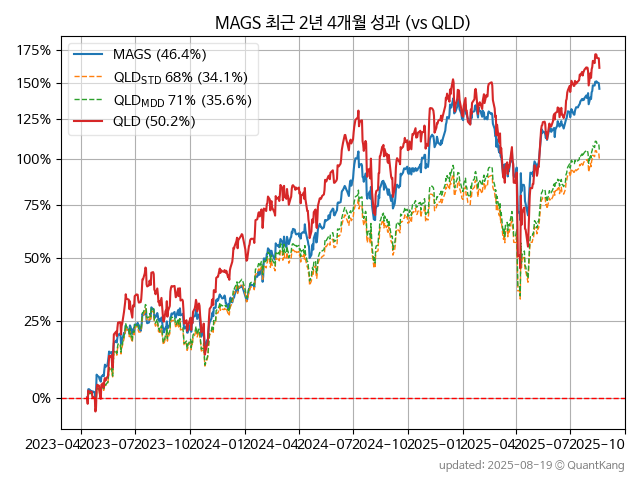 MAGS 최근 2년 4개월 성과 (vs QLD)
MAGS (46.4%)
QLD_STD 68% (34.1%)
QLD_MDD 71% (35.6%)
QLD (50.2%)
175%
150%
125%
100%
75%
50%
25%
0%
2023-04 2023-07 2023-10 2024-01 2024-04 2024-07 2024-10 2025-01 2025-04 2025-07 2025-10
updated: 2025-08-19 © QuantKang